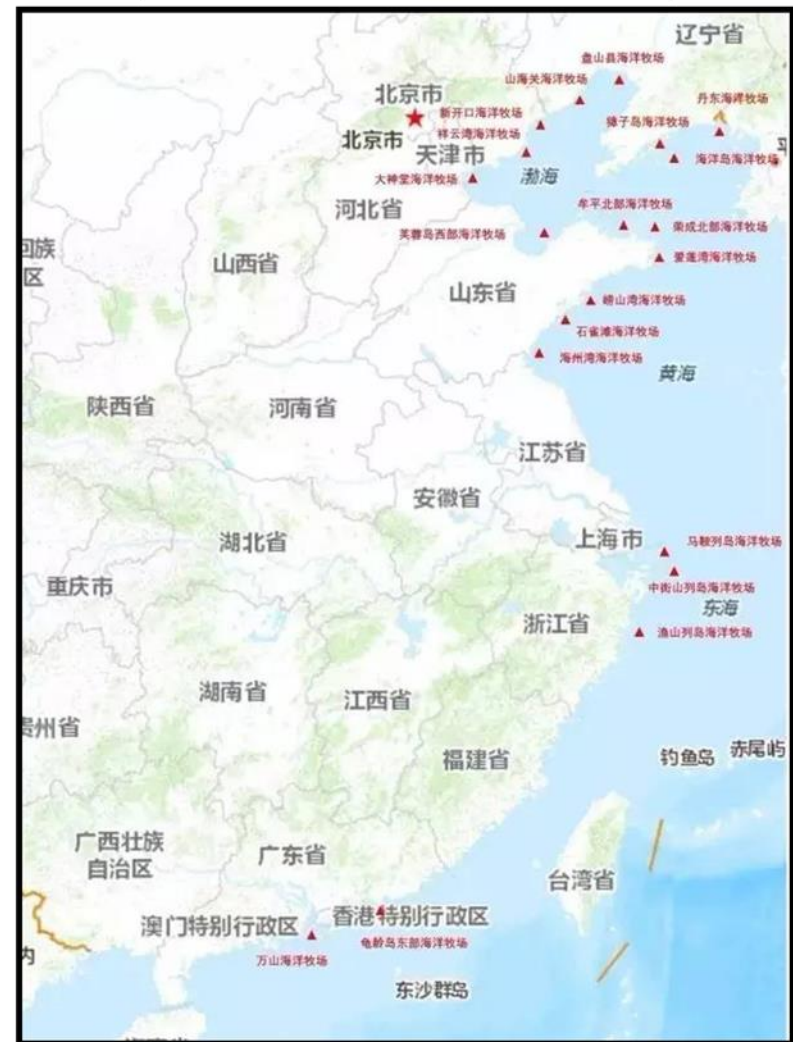 辽宁省
盘山县海洋牧场
山海关海洋牧场
北京市
丹东海洋牧场
新开口海洋牧场
獐子岛海洋牧场
祥云湾海洋牧场
北京市
天津市
海洋岛海洋牧场
平
大神堂海洋牧场
渤海
河北省
牟平北部海洋牧场
芙蓉岛西部海洋牧场
荣成北部海洋牧场
回族
区
山西省
爱莲湾海洋牧场
山东省
崂山湾海洋牧场
石雀滩海洋牧场
海州湾海洋牧场
黄海
陕西省
河南省
江苏省
安徽省
湖北省
上海市
马鞍列岛海洋牧场
重庆市
中街山列岛海洋牧场
东海
浙江省
渔山列岛海洋牧场
湖南省
江西省
贵州省
福建省
钓鱼岛
赤尾屿
广西壮族
自治区
广东省
台湾省
澳门特别行政区
香港特别行政区
龟龄岛东部海洋牧场
万山海洋牧场
内
东沙群岛